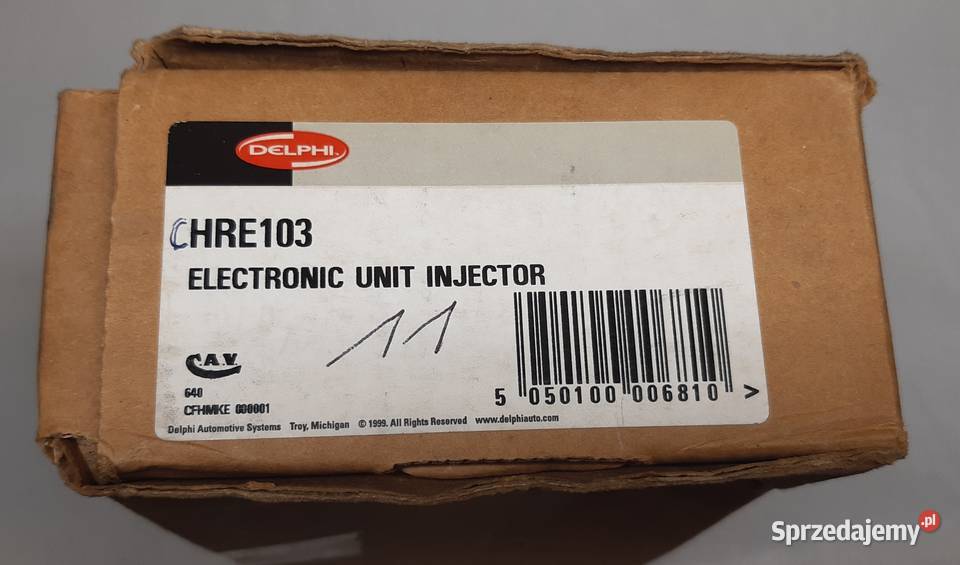 DELPHI
CHRE103
ELECTRONIC UNIT INJECTOR
11
C.A.V.
640
CFHMKE 000001
5 050100 006810 >
Delphi Automotive Systems Troy, Michigan © 1999. All Rights Reserved www.delphiauto.com
Sprzedajemy.pl